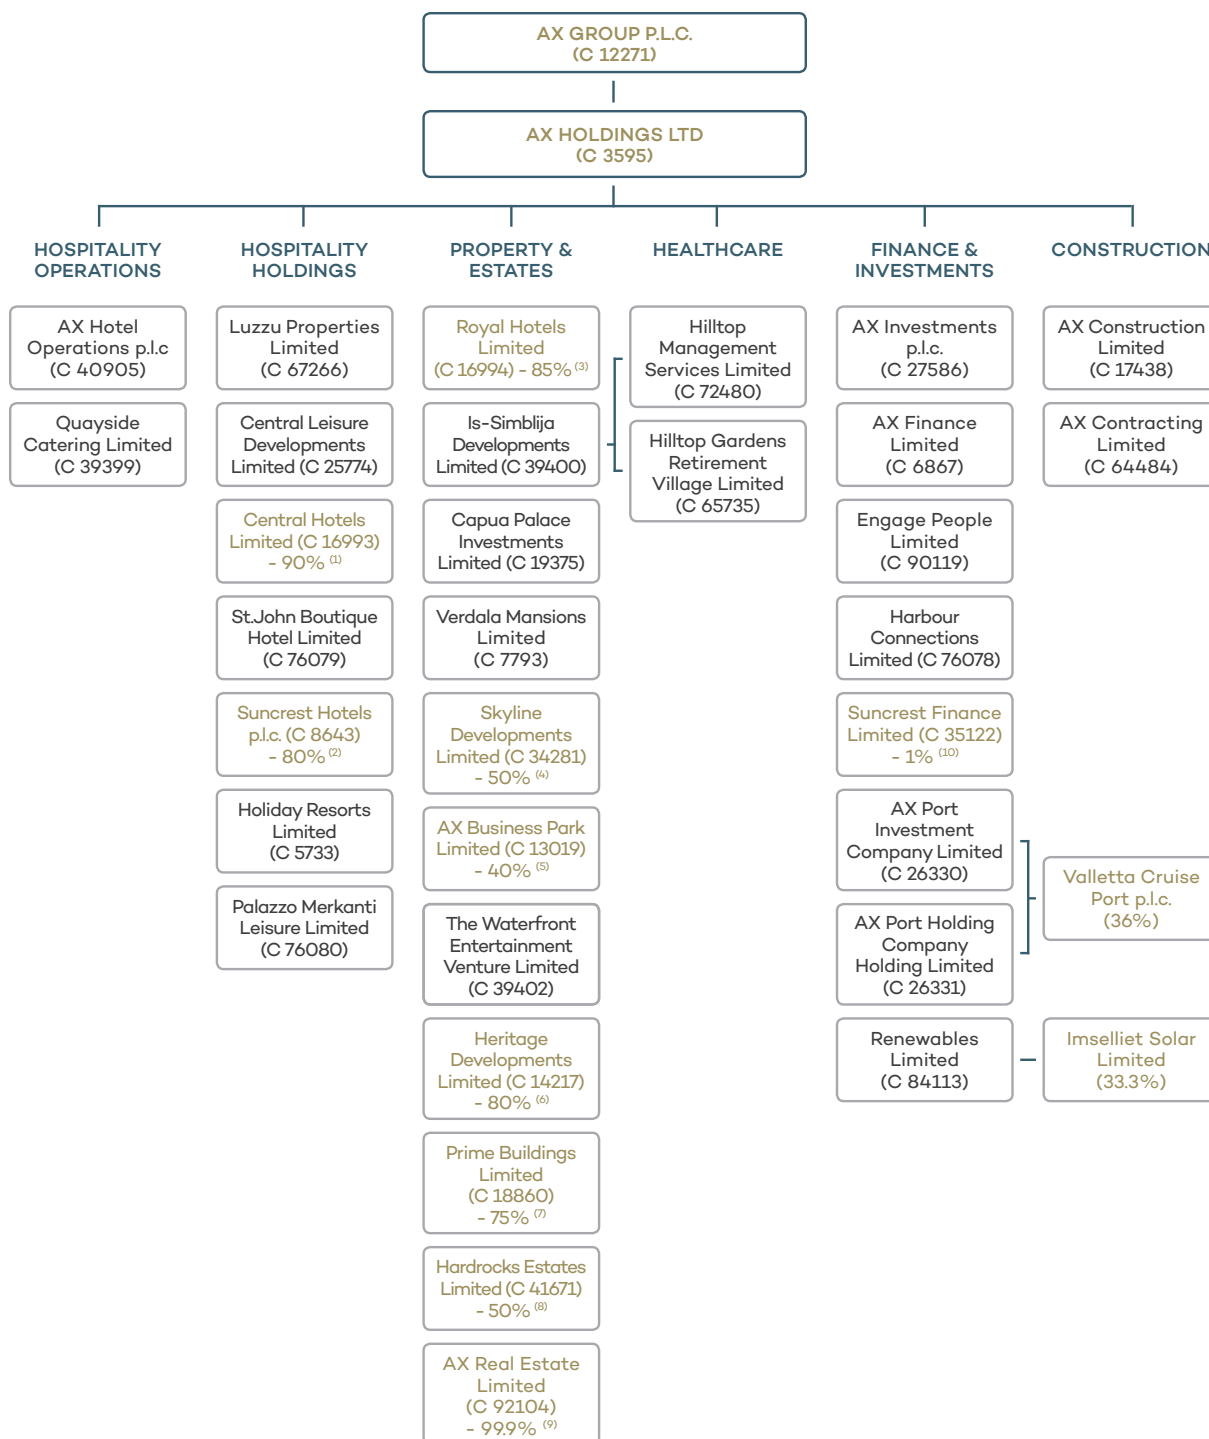 AX GROUP P.L.C.
(C 12271)
AX HOLDINGS LTD
(C 3595)
HOSPITALITY
OPERATIONS
AX Hotel
Operations p.l.c
(C 40905)
Quayside
Catering Limited
(C 39399)
HOSPITALITY
HOLDINGS
Luzzu Properties
Limited
(C 67266)
Central Leisure
Developments
Limited (C 25774)
Central Hotels
Limited (C 16993)
- 90% (1)
St.John Boutique
Hotel Limited
(C 76079)
Suncrest Hotels
p.l.c. (C 8643)
- 80% (2)
Holiday Resorts
Limited
(C 5733)
Palazzo Merkanti
Leisure Limited
(C 76080)
PROPERTY &
ESTATES
Royal Hotels
Limited
(C 16994) - 85% (3)
Is-Simblija
Developments
Limited (C 39400)
Capua Palace
Investments
Limited (C 19375)
Verdala Mansions
Limited
(C 7793)
Skyline
Developments
Limited (C 34281)
- 50% (4)
AX Business Park
Limited (C 13019)
- 40% (5)
The Waterfront
Entertainment
Venture Limited
(C 39402)
Heritage
Developments
Limited (C 14217)
- 80% (6)
Prime Buildings
Limited
(C 18860)
- 75% (7)
Hardrocks Estates
Limited (C 41671)
- 50% (8)
AX Real Estate
Limited
(C 92104)
- 99.9% (9)
HEALTHCARE
Hilltop
Management
Services Limited
(C 72480)
Hilltop Gardens
Retirement
Village Limited
(C 65735)
FINANCE &
INVESTMENTS
AX Investments
p.l.c.
(C 27586)
AX Finance
Limited
(C 6867)
Engage People
Limited
(C 90119)
Harbour
Connections
Limited (C 76078)
Suncrest Finance
Limited (C 35122)
- 1% (10)
AX Port
Investment
Company Limited
(C 26330)
AX Port Holding
Company
Holding Limited
(C 26331)
Renewables
Limited
(C 84113)
CONSTRUCTION
AX Construction
Limited
(C 17438)
AX Contracting
Limited
(C 64484)
Valletta Cruise
Port p.l.c.
(36%)
Imselliet Solar
Limited
(33.3%)